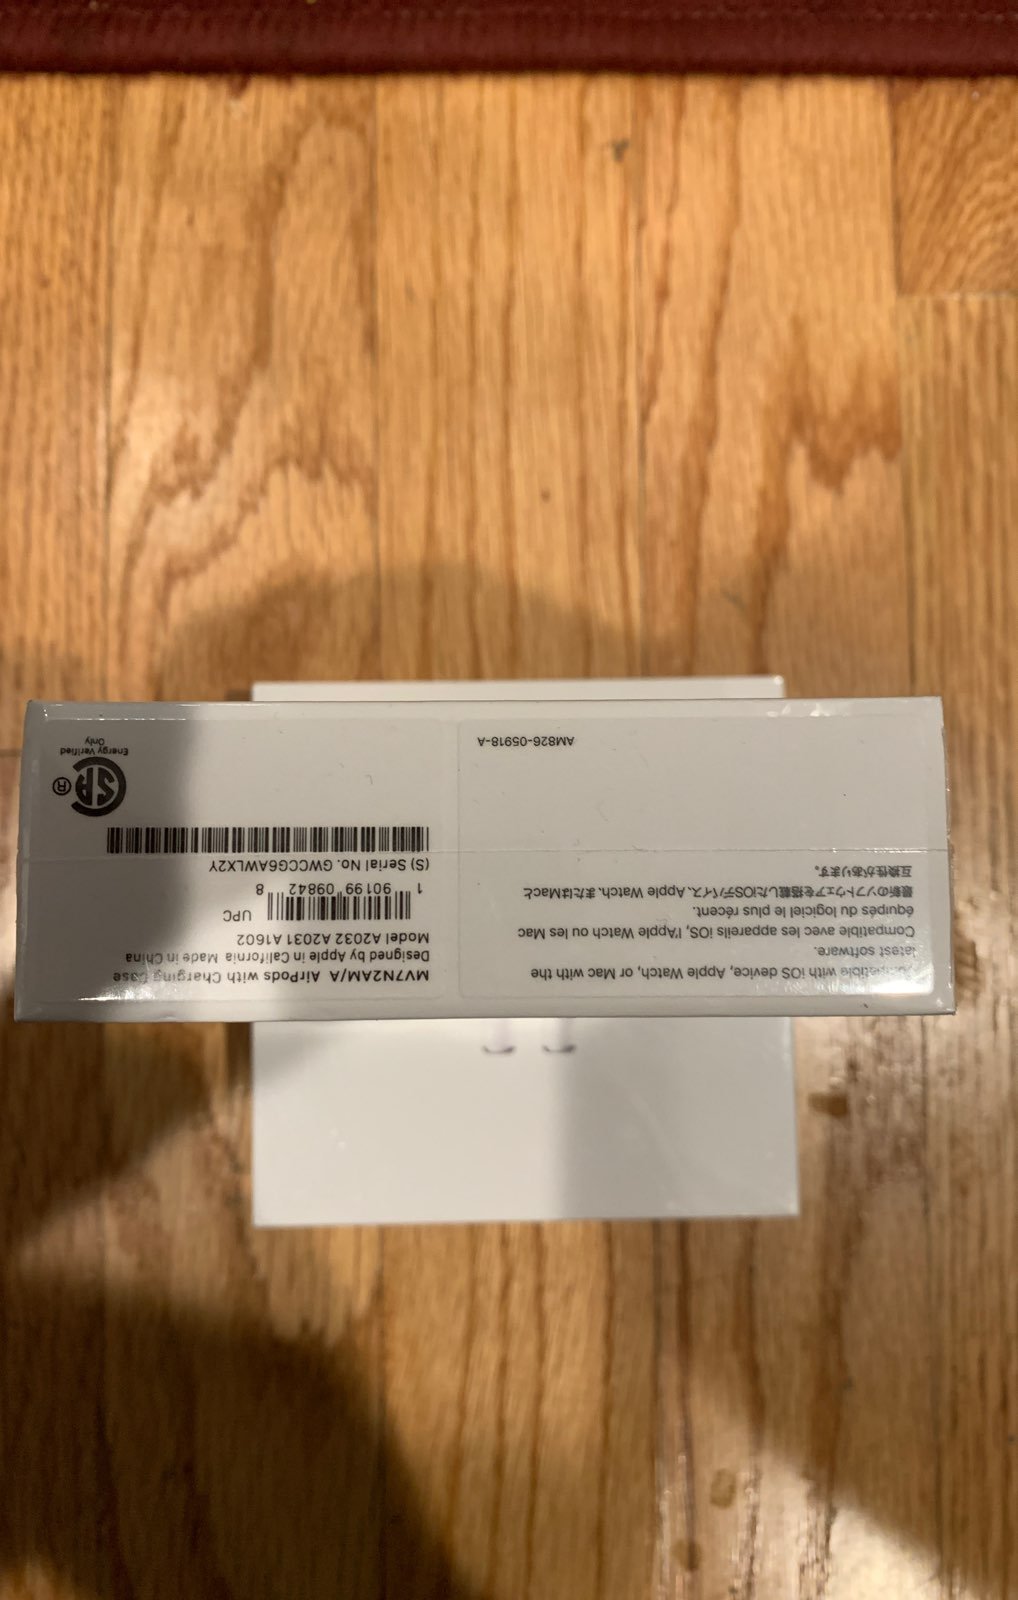 MV7N2AM/A AirPods with Charging Case
Designed by Apple in California Made in China
Model A2032 A2031 A1602
UPC
1 90199 09842 8
(S) Serial No. GWCCG6AWLX2Y
SA
®
Energy Verified
Only
Compatible with iOS device, Apple Watch, or Mac with the
latest software.
Compatible avec les appareils iOS, l'Apple Watch ou les Mac
équipés du logiciel le plus récent.
最新のソフトウェアを搭載したiOSデバイス、Apple Watch、またはMacと
互換性があります。
AM826-05918-A